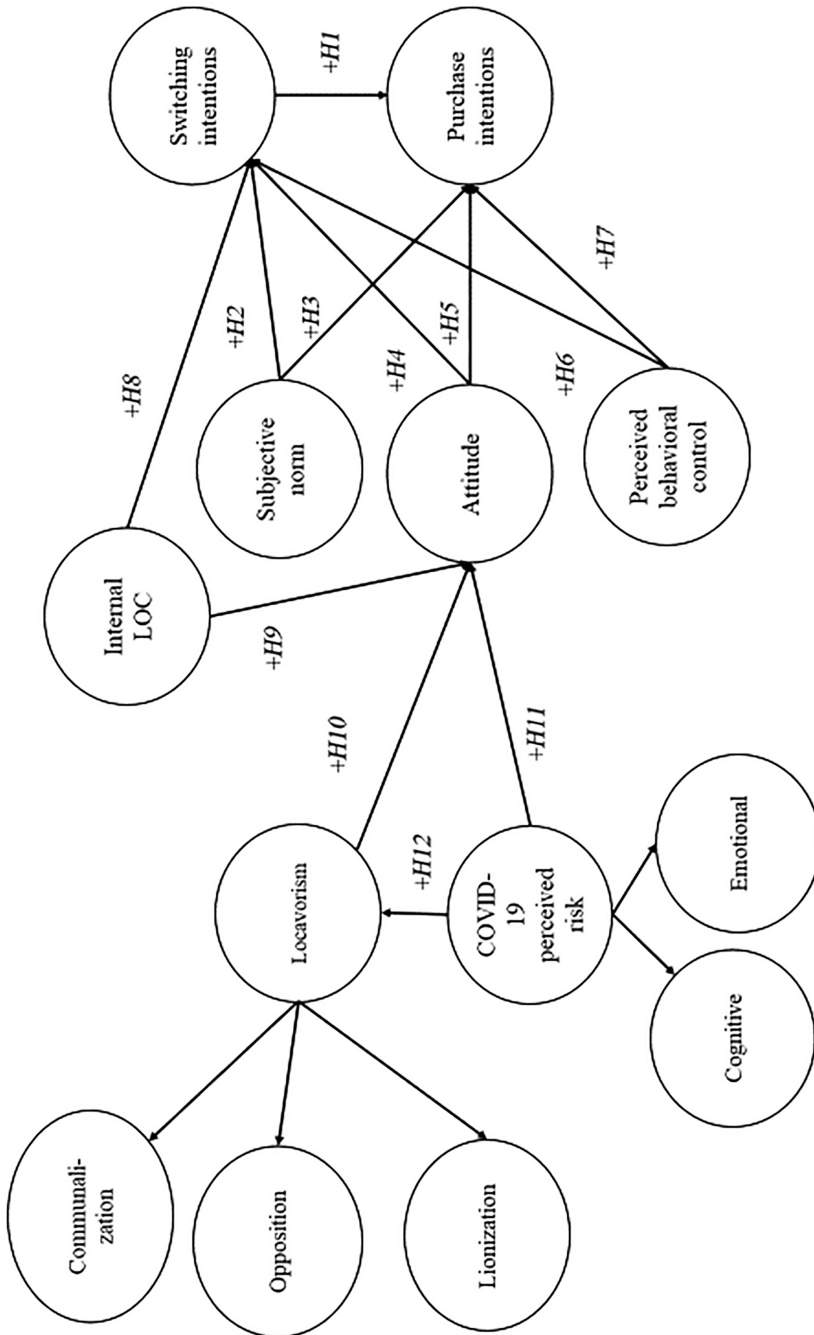 Lionization
Opposition
Communali-
zation
Cognitive
Emotional
COVID-
19
perceived
risk
+H12
Locavorism
+H11
+H10
+H9
Internal
LOC
Perceived
behavioral
control
Attitude
Subjective
norm
+H8
+H6
+H4
+H5
+H3
+H2
+H7
Purchase
intentions
+H1
Switching
intentions